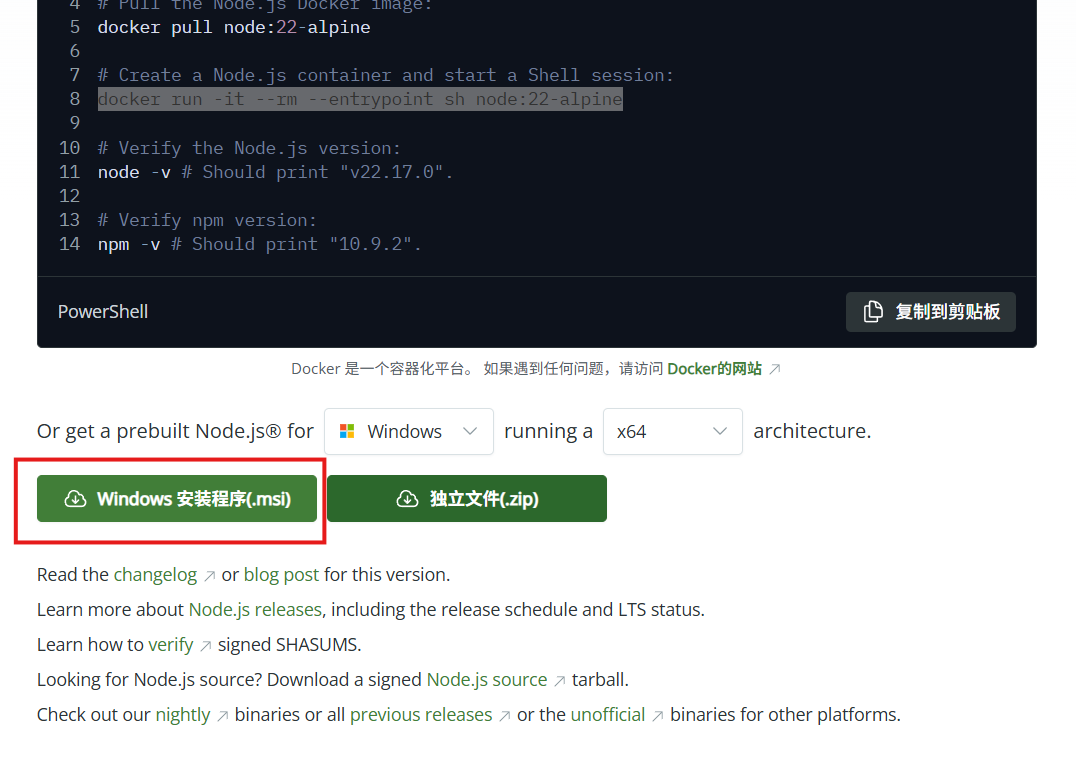 4 # Pull the Node.js Docker image:
5 docker pull node:22-alpine
6
7 # Create a Node.js container and start a Shell session:
8 docker run -it --rm --entrypoint sh node:22-alpine
9
10 # Verify the Node.js version:
11 node -v # Should print "v22.17.0".
12
13 # Verify npm version:
14 npm -v # Should print "10.9.2".
PowerShell 复制到剪贴板
Docker 是一个容器化平台。 如果遇到任何问题，请访问 Docker的网站
Or get a prebuilt Node.js® for Windows running a x64 architecture.
Windows 安装程序(.msi) 独立文件(.zip)
Read the changelog or blog post for this version.
Learn more about Node.js releases, including the release schedule and LTS status.
Learn how to verify signed SHASUMS.
Looking for Node.js source? Download a signed Node.js source tarball.
Check out our nightly binaries or all previous releases or the unofficial binaries for other platforms.